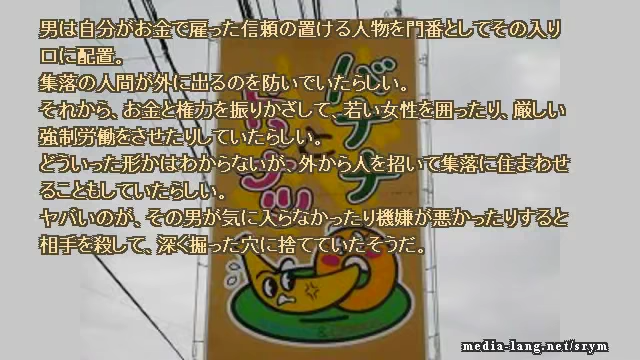 男は自分がお金で雇った信頼の置ける人物を門番としてその入り
口に配置。
集落の人間が外に出るのを防いでいたらしい。
それから、お金と権力を振りかざして、若い女性を囲ったり、厳しい
強制労働をさせたりしていたらしい。
どういった形かはわからないが、外から人を招いて集落に住まわせ
ることもしていたらしい。
ヤバいのが、その男が気に入らなかったり機嫌が悪かったりすると
相手を殺して、深く掘った穴に捨てていたそうだ。
バナナ
と
media-lang.net/srym